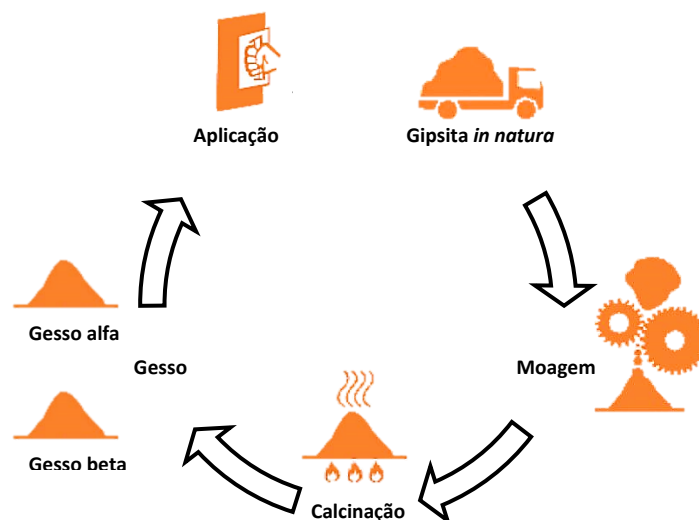 Aplicação
Gipsita in natura
Gesso alfa
Gesso
Moagem
Gesso beta
Calcinação